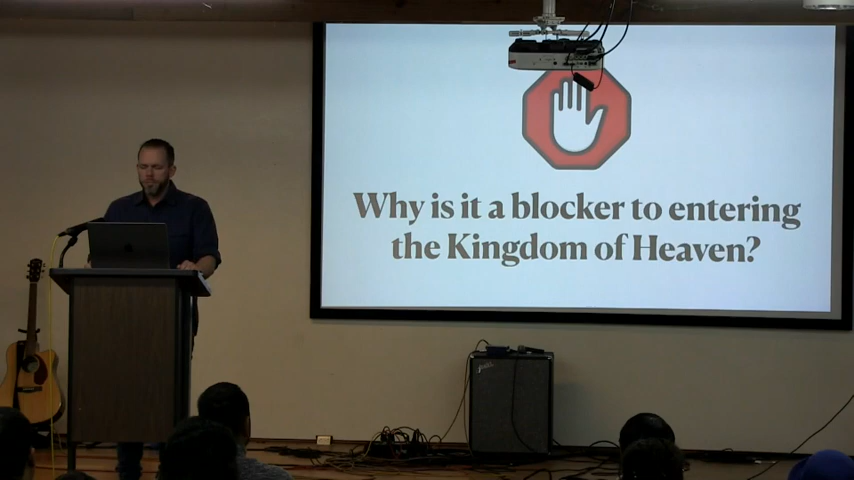 Why is it a blocker to entering
the Kingdom of Heaven?